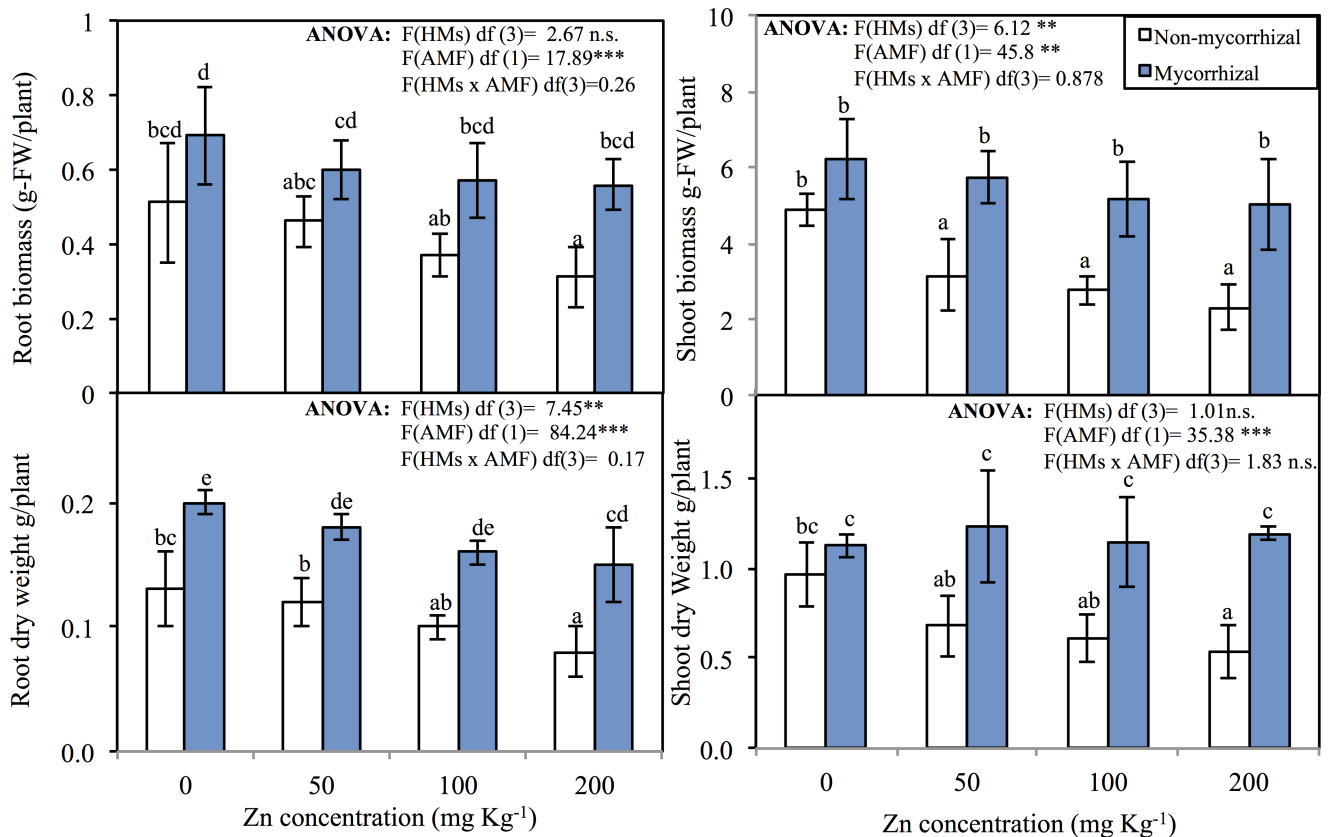 ANOVA: F(HMs) df (3)= 2.67 n.s.
F(AMF) df (1)= 17.89***
F(HMs x AMF) df(3)=0.26
Root biomass (g-FW/plant)
1
0.8
0.6
0.4
0.2
0
bcd
d
abc
cd
ab
bcd
a
bcd
ANOVA: F(HMs) df (3)= 6.12 **
F(AMF) df (1)= 45.8 **
F(HMs x AMF) df(3)= 0.878
Non-mycorrhizal
Mycorrhizal
Shoot biomass g-FW/plant
10
8
6
4
2
0
b
b
a
b
a
b
a
b
ANOVA: F(HMs) df (3)= 7.45**
F(AMF) df (1)= 84.24***
F(HMs x AMF) df(3)= 0.17
Root dry weight g/plant
0.2
0.1
0.0
bc
e
b
de
ab
de
a
cd
0 50 100 200
Zn concentration (mg Kg-1)
ANOVA: F(HMs) df (3)= 1.01n.s.
F(AMF) df (1)= 35.38 ***
F(HMs x AMF) df(3)= 1.83 n.s.
Shoot dry Weight g/plant
1.5
1.0
0.5
0.0
bc
c
ab
c
ab
c
a
c
0 50 100 200
Zn concentration (mg Kg-1)